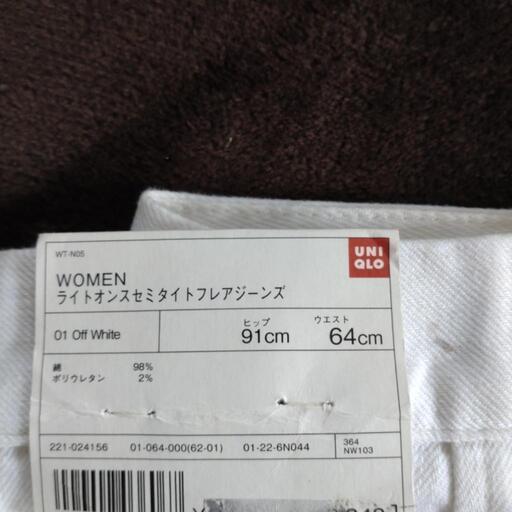 WT-N05
UNI
QLO
WOMEN
ライトオンスセミタイトフレアジーンズ
01 Off White
ヒップ
91cm
ウエスト
64cm
綿 98%
ポリウレタン 2%
221-024156 01-064-000(62-01) 01-22-6N044
364
NW103